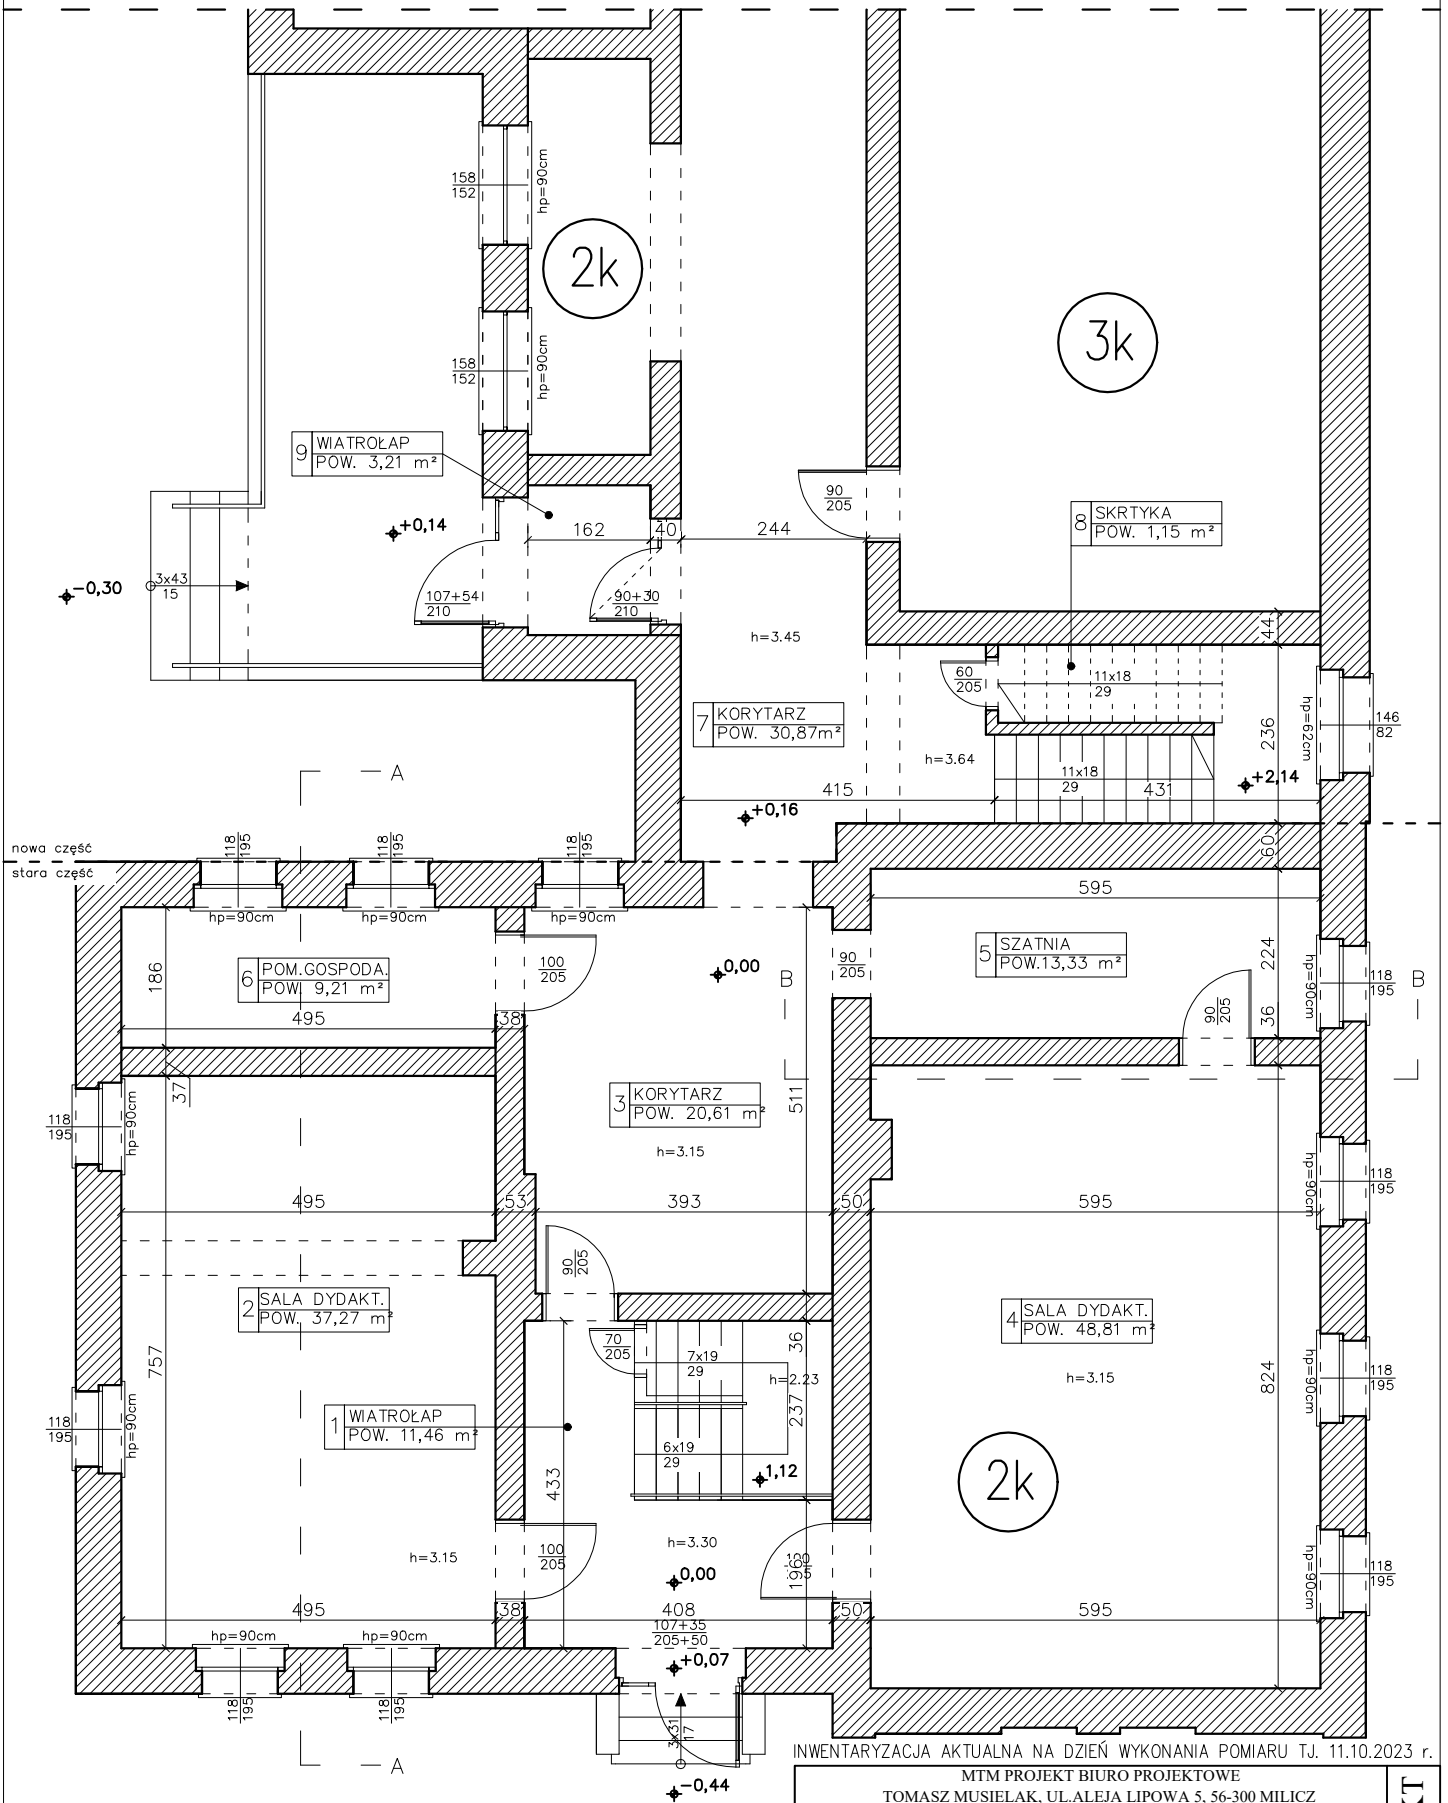 158
152
hp=90cm
2k
3k
158
152
hp=90cm
9 WIATROŁAP
POW. 3,21 m²
90
205
8 SKRTYKA
POW. 1,15 m²
+0,14
162
40
244
-0,30
3x43
15
107+54
210
90+30
210
h=3.45
44
60
205
11x18
29
7 KORYTARZ
POW. 30,87m²
hp=62cm
146
82
236
h=3.64
A
11x18
29
431
+2,14
415
+0,16
nowa część
stara część
118
195
118
195
118
195
60
hp=90cm
hp=90cm
hp=90cm
595
5 SZATNIA
POW.13,33 m²
224
186
6 POM.GOSPODA.
POW. 9,21 m²
100
205
0,00
90
205
B
hp=90cm
118
195
B
495
38
90
205
36
37
3 KORYTARZ
POW. 20,61 m²
511
118
195
hp=90cm
h=3.15
hp=90cm
118
195
495
53
393
50
595
90
205
2 SALA DYDAKT.
POW. 37,27 m²
4 SALA DYDAKT.
POW. 48,81 m²
757
70
205
7x19
29
36
h=2.23
h=3.15
824
hp=90cm
118
195
1 WIATROŁAP
POW. 11,46 m²
237
118
195
hp=90cm
6x19
29
433
1,12
2k
h=3.15
100
205
h=3.30
196
0,00
hp=90cm
118
195
495
38
408
50
595
107+35
205+50
hp=90cm
hp=90cm
+0,07
118
195
118
195
3x31
17
A
-0,44
INWENTARYZACJA AKTUALNA NA DZIEŃ WYKONANIA POMIARU TJ. 11.10.2023 r.
MTM PROJEKT BIURO PROJEKTOWE
TOMASZ MUSIELAK, UL.ALEJA LIPOWA 5, 56-300 MILICZ